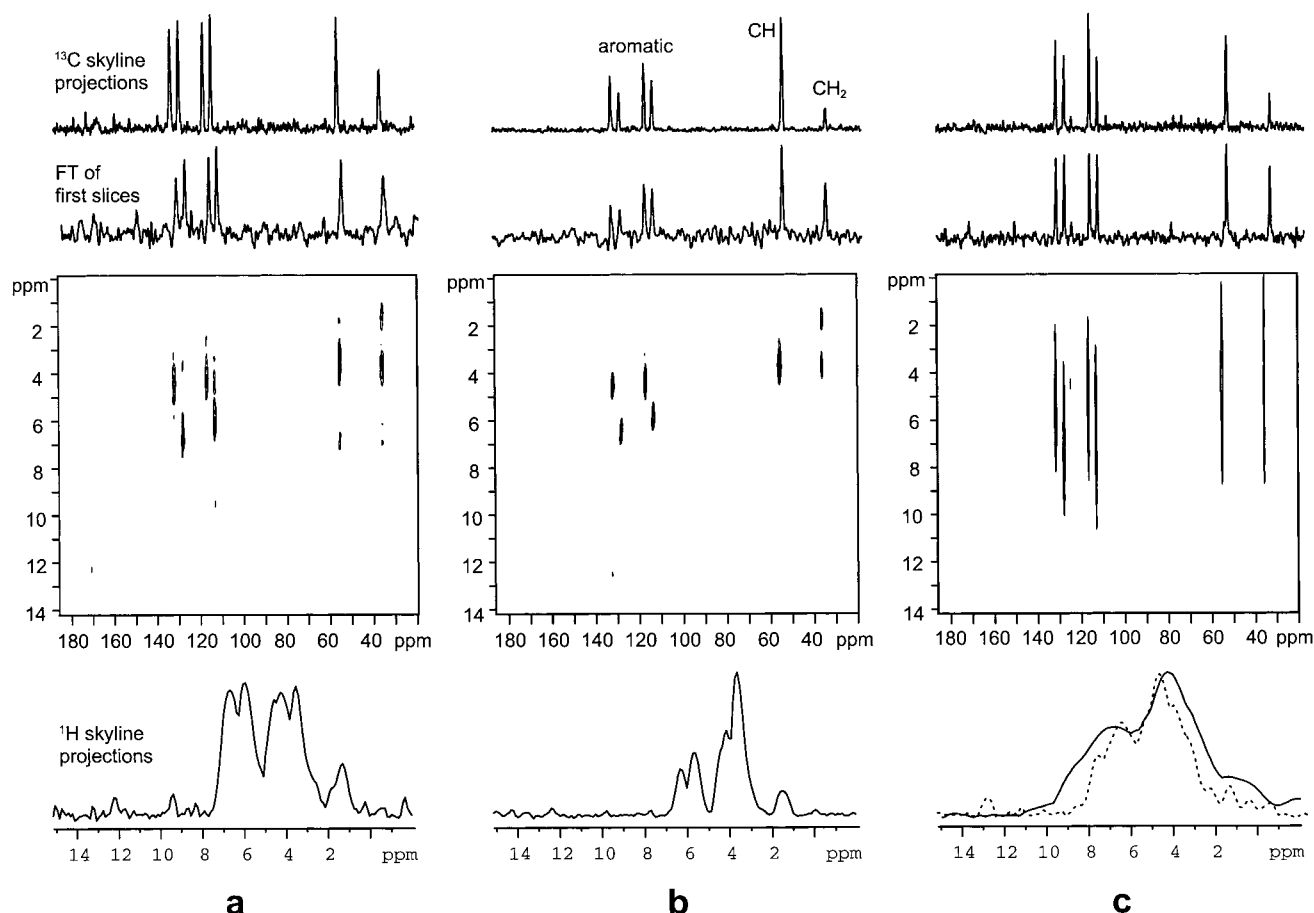 ¹³C skyline
projections
aromatic
CH
CH₂
FT of
first slices
ppm
2
4
6
8
10
12
14
180 160 140 120 100 80 60 40 ppm
ppm
2
4
6
8
10
12
14
180 160 140 120 100 80 60 40 ppm
ppm
2
4
6
8
10
12
14
180 160 140 120 100 80 60 40 ppm
¹H skyline
projections
14 12 10 8 6 4 2 ppm
14 12 10 8 6 4 2 ppm
14 12 10 8 6 4 2 ppm
a b c